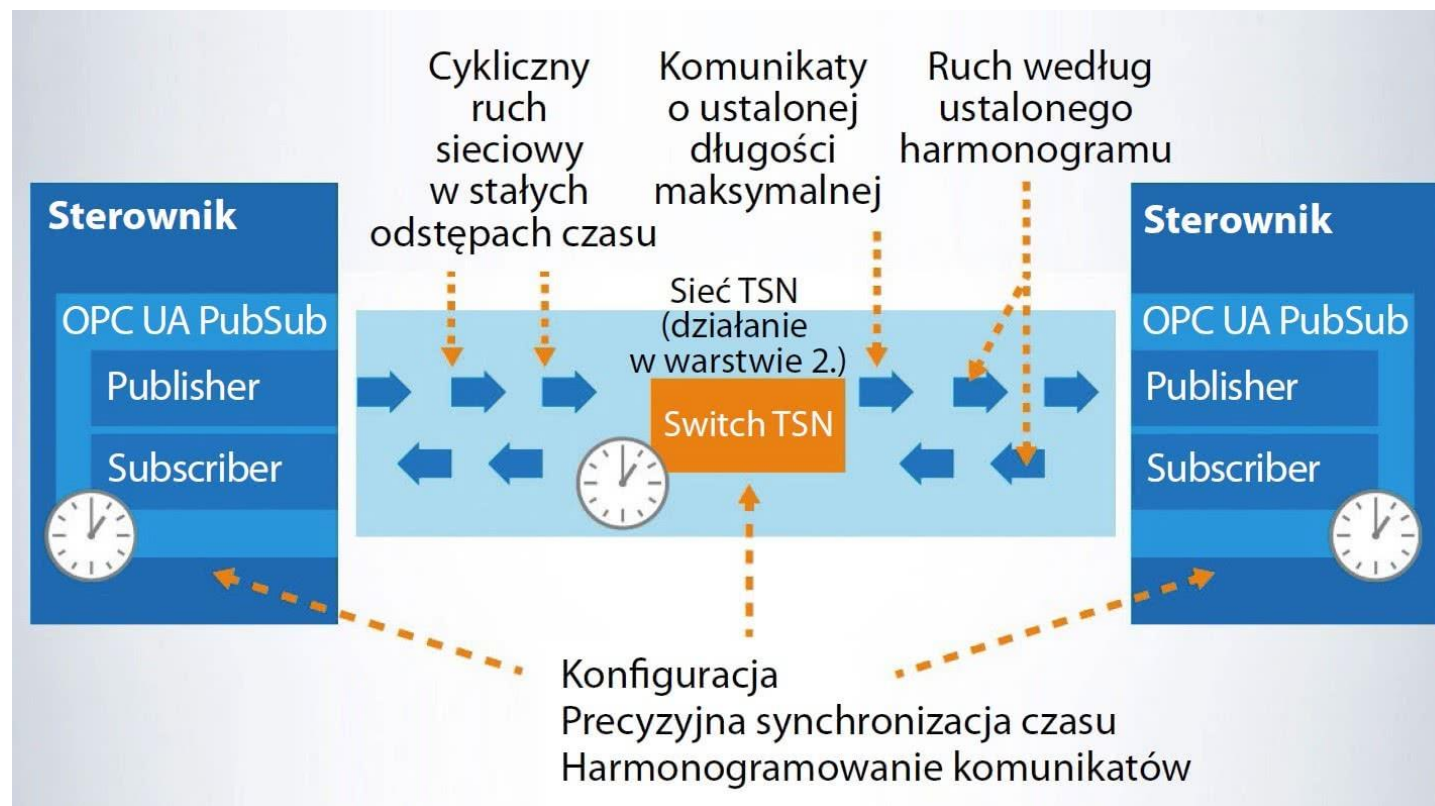 Cykliczny
ruch
sieciowy
w stałych
odstępach czasu
Komunikaty
o ustalonej
długości
maksymalnej
Ruch według
ustalonego
harmonogramu
Sterownik
OPC UA PubSub
Publisher
Subscriber
Sieć TSN
(działanie
w warstwie 2.)
Switch TSN
Sterownik
OPC UA PubSub
Publisher
Subscriber
Konfiguracja
Precyzyjna synchronizacja czasu
Harmonogramowanie komunikatów